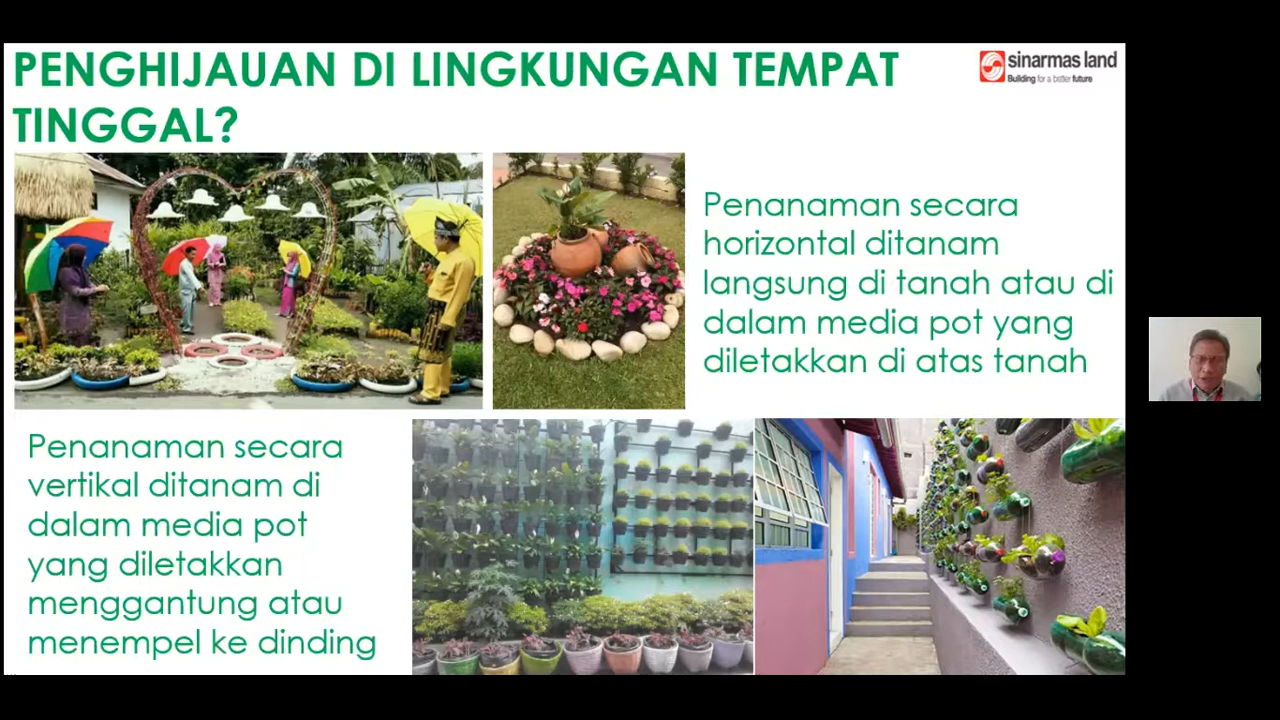 PENGHIJAUAN DI LINGKUNGAN TEMPAT
TINGGAL?
sinarmas land
Building for a better future
Penanaman secara
horizontal ditanam
langsung di tanah atau di
dalam media pot yang
diletakkan di atas tanah
Penanaman secara
vertikal ditanam di
dalam media pot
yang diletakkan
menggantung atau
menempel ke dinding